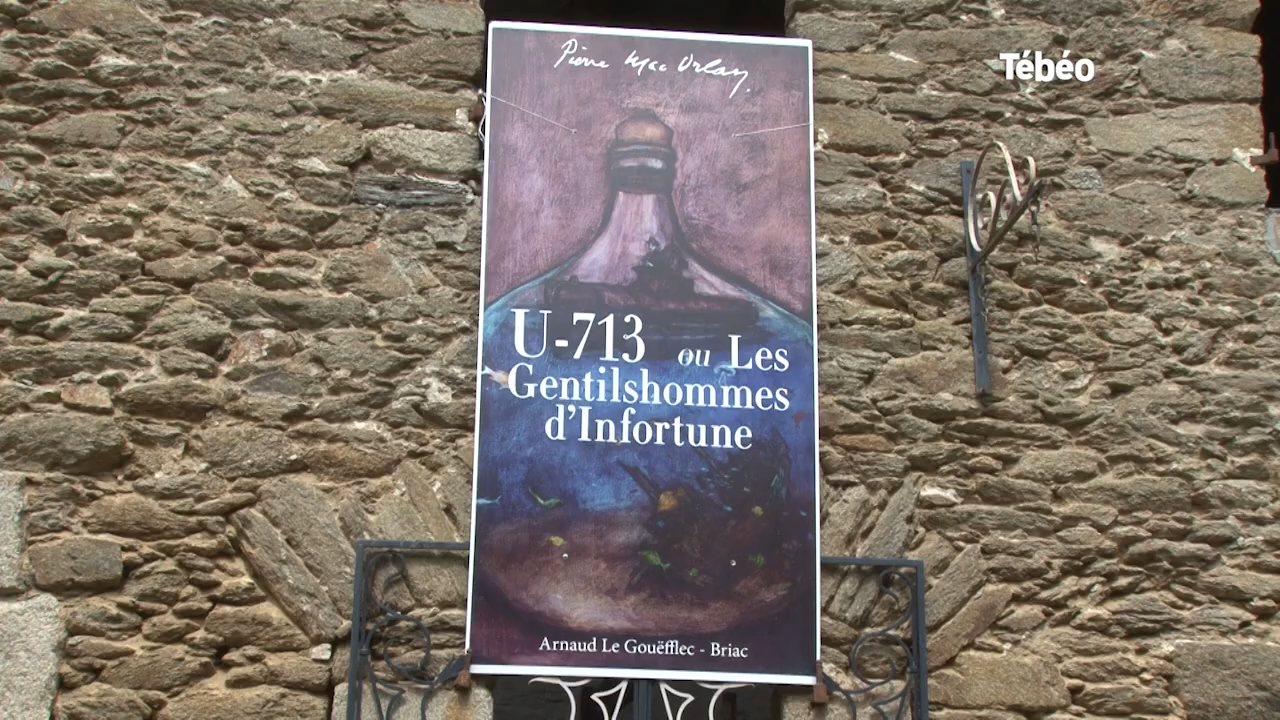 Pierre Mac Orlan
Tébéo
U-713 ou Les
Gentilshommes
d'Infortune
Arnaud Le Gouëfflec - Briac